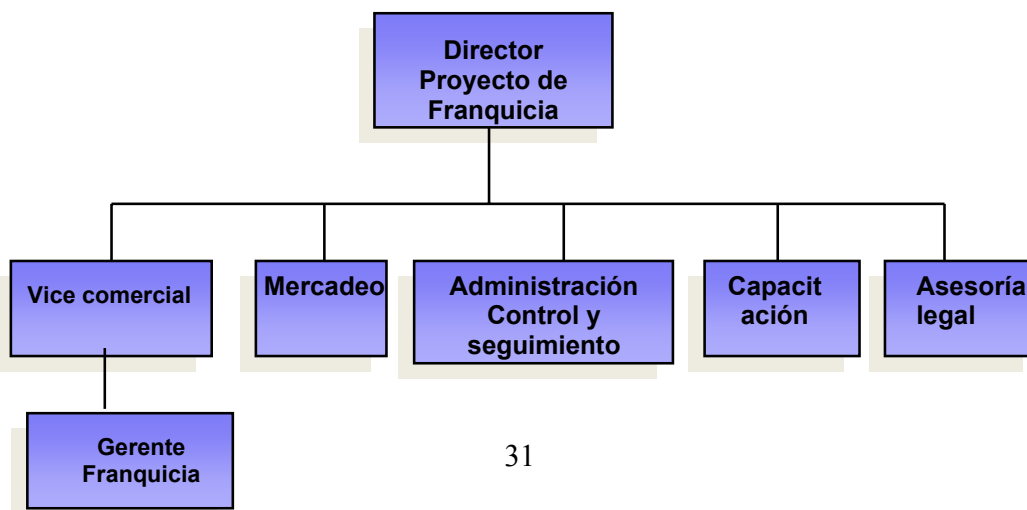 Director
Proyecto de
Franquicia
Vice comercial
Mercadeo
Administración
Control y
seguimiento
Capacit
ación
Asesoría
legal
Gerente
Franquicia
31